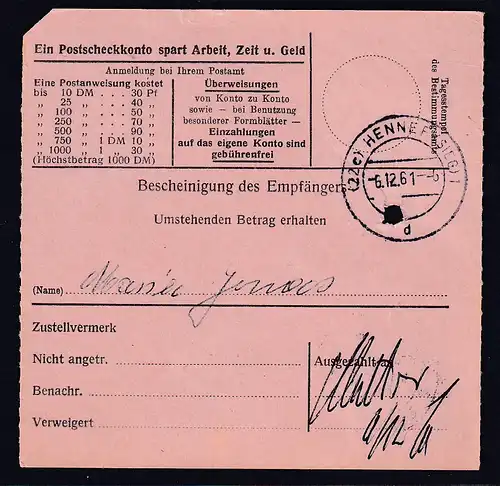 Ein Postscheckkonto spart Arbeit, Zeit u. Geld
Anmeldung bei Ihrem Postamt
Eine Postanweisung kostet
bis 10 DM . . . 30 Pf
„ 25 „ . . . 40 „
„ 100 „ . . . 50 „
„ 250 „ . . . 70 „
„ 500 „ . . . 90 „
„ 750 „ 1 DM 10 „
„ 1000 „ 1 „ 30 „
(Höchstbetrag 1000 DM)
Überweisungen
von Konto zu Konto
sowie – bei Benutzung
besonderer Formblätter –
Einzahlungen
auf das eigene Konto sind
gebührenfrei
Tagesstempel
des Bestimmungsamts
(22c) HENNEF (SIEG) 1
6.12.61
d
Bescheinigung des Empfängers
Umstehenden Betrag erhalten
(Name)
Zustellvermerk
Nicht angetr.
Ausgezahlt
Benachr.
Verweigert